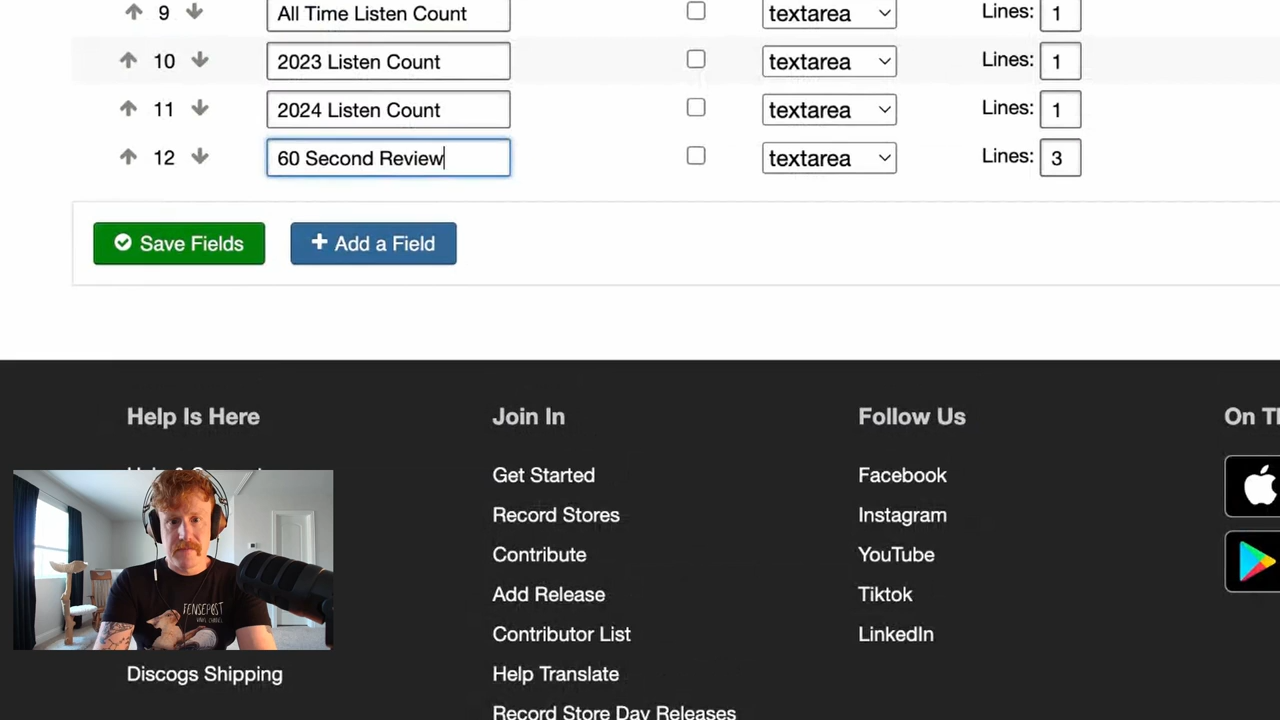 9 All Time Listen Count textarea Lines: 1
10 2023 Listen Count textarea Lines: 1
11 2024 Listen Count textarea Lines: 1
12 60 Second Review textarea Lines: 3
Save Fields + Add a Field
Help Is Here Join In Follow Us On
Get Started Facebook
Record Stores Instagram
Contribute YouTube
Add Release Tiktok
FENSEPOST
Contributor List LinkedIn
Discogs Shipping Help Translate
Record Store Day Releases